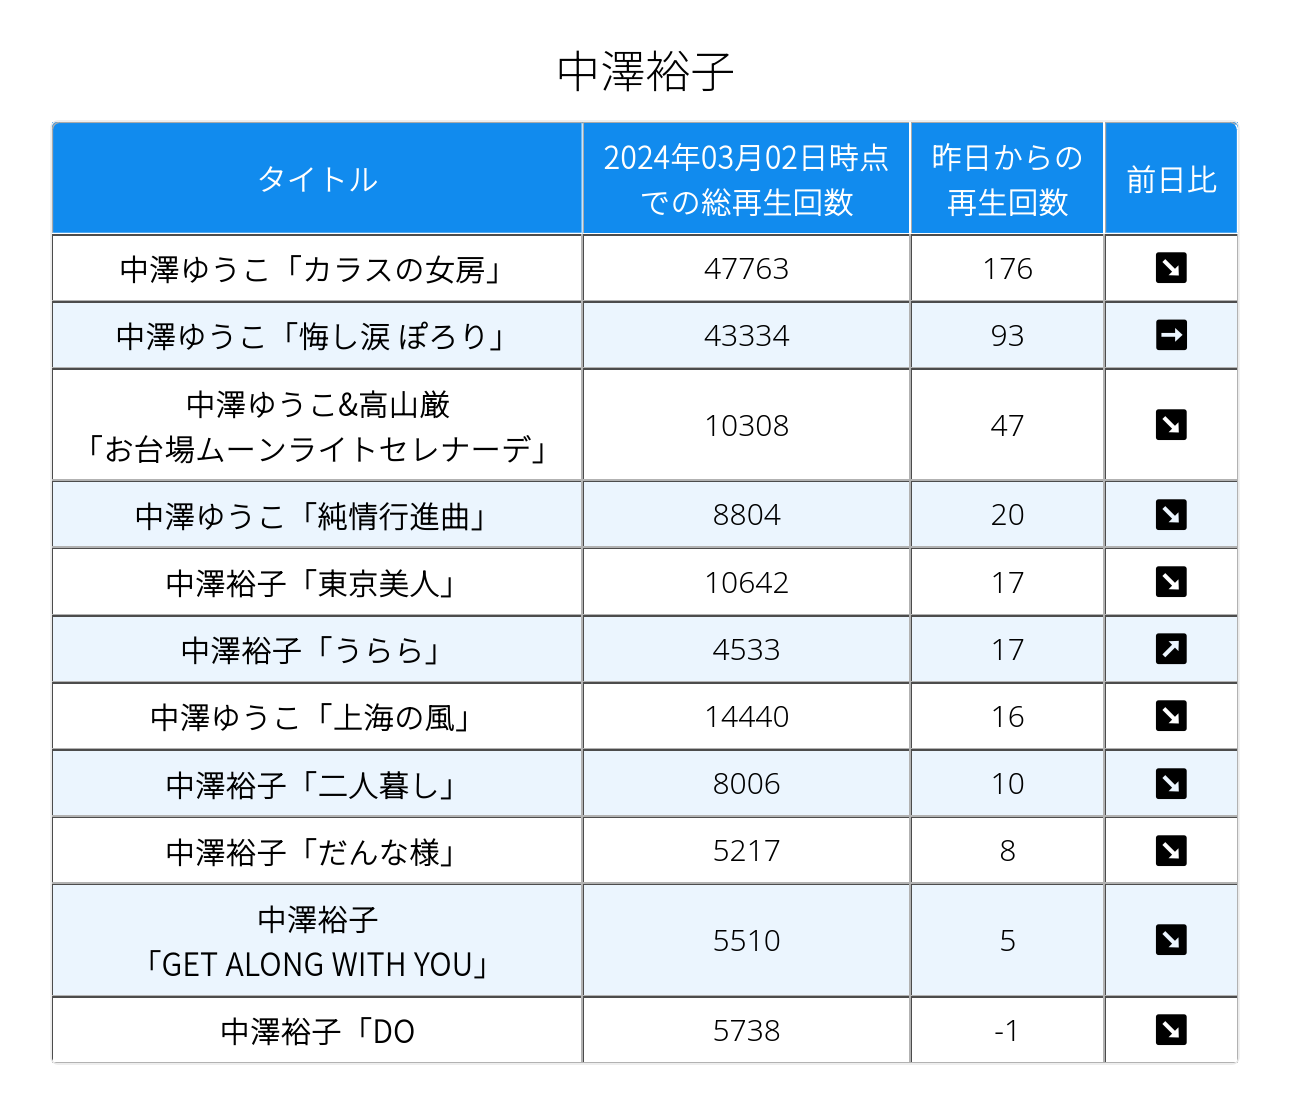 中澤裕子
タイトル
2024年03月02日時点
での総再生回数
昨日からの
再生回数
前日比
中澤ゆうこ「カラスの女房」
47763
176
中澤ゆうこ「悔し涙 ぽろり」
43334
93
中澤ゆうこ&高山厳
「お台場ムーンライトセレナーデ」
10308
47
中澤ゆうこ「純情行進曲」
8804
20
中澤裕子「東京美人」
10642
17
中澤裕子「うらら」
4533
17
中澤ゆうこ「上海の風」
14440
16
中澤裕子「二人暮し」
8006
10
中澤裕子「だんな様」
5217
8
中澤裕子
「GET ALONG WITH YOU」
5510
5
中澤裕子「DO
5738
-1